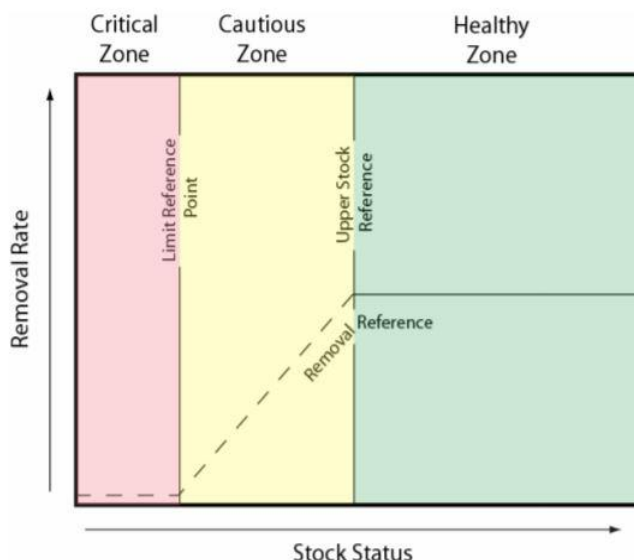 Critical
Zone
Cautious
Zone
Healthy
Zone
Removal Rate
Limit Reference
Point
Upper Stock
Reference
Removal Reference
Stock Status